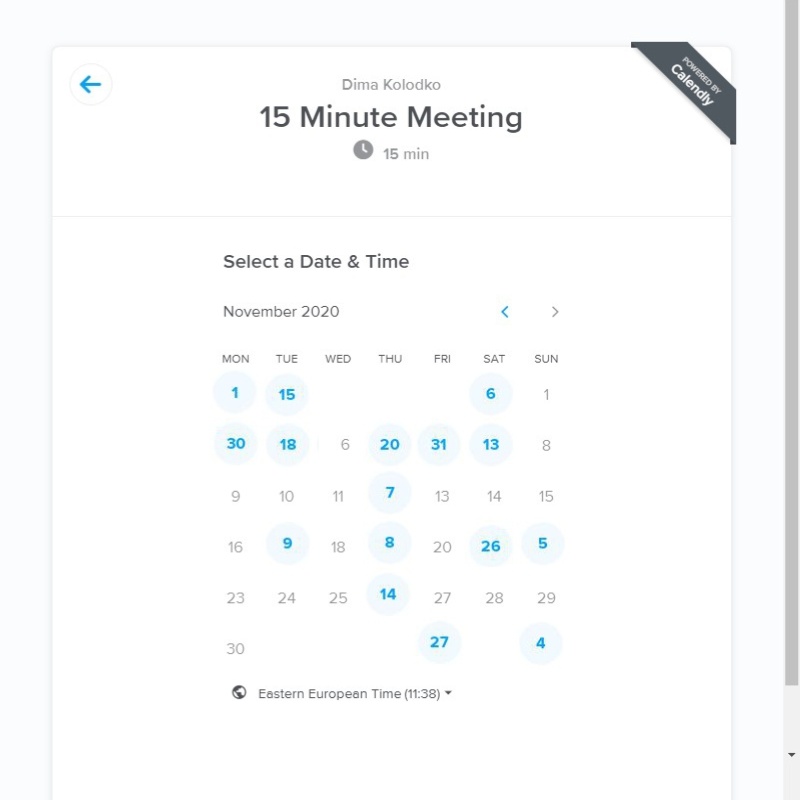 POWERED BY
Calendly
Dima Kolodko
15 Minute Meeting
15 min
Select a Date & Time
November 2020
MON TUE WED THU FRI SAT SUN
1 15 6 1
30 18 6 20 31 13 8
9 10 11 7 13 14 15
16 9 18 8 20 26 5
23 24 25 14 27 28 29
30 27 4
Eastern European Time (11:38)